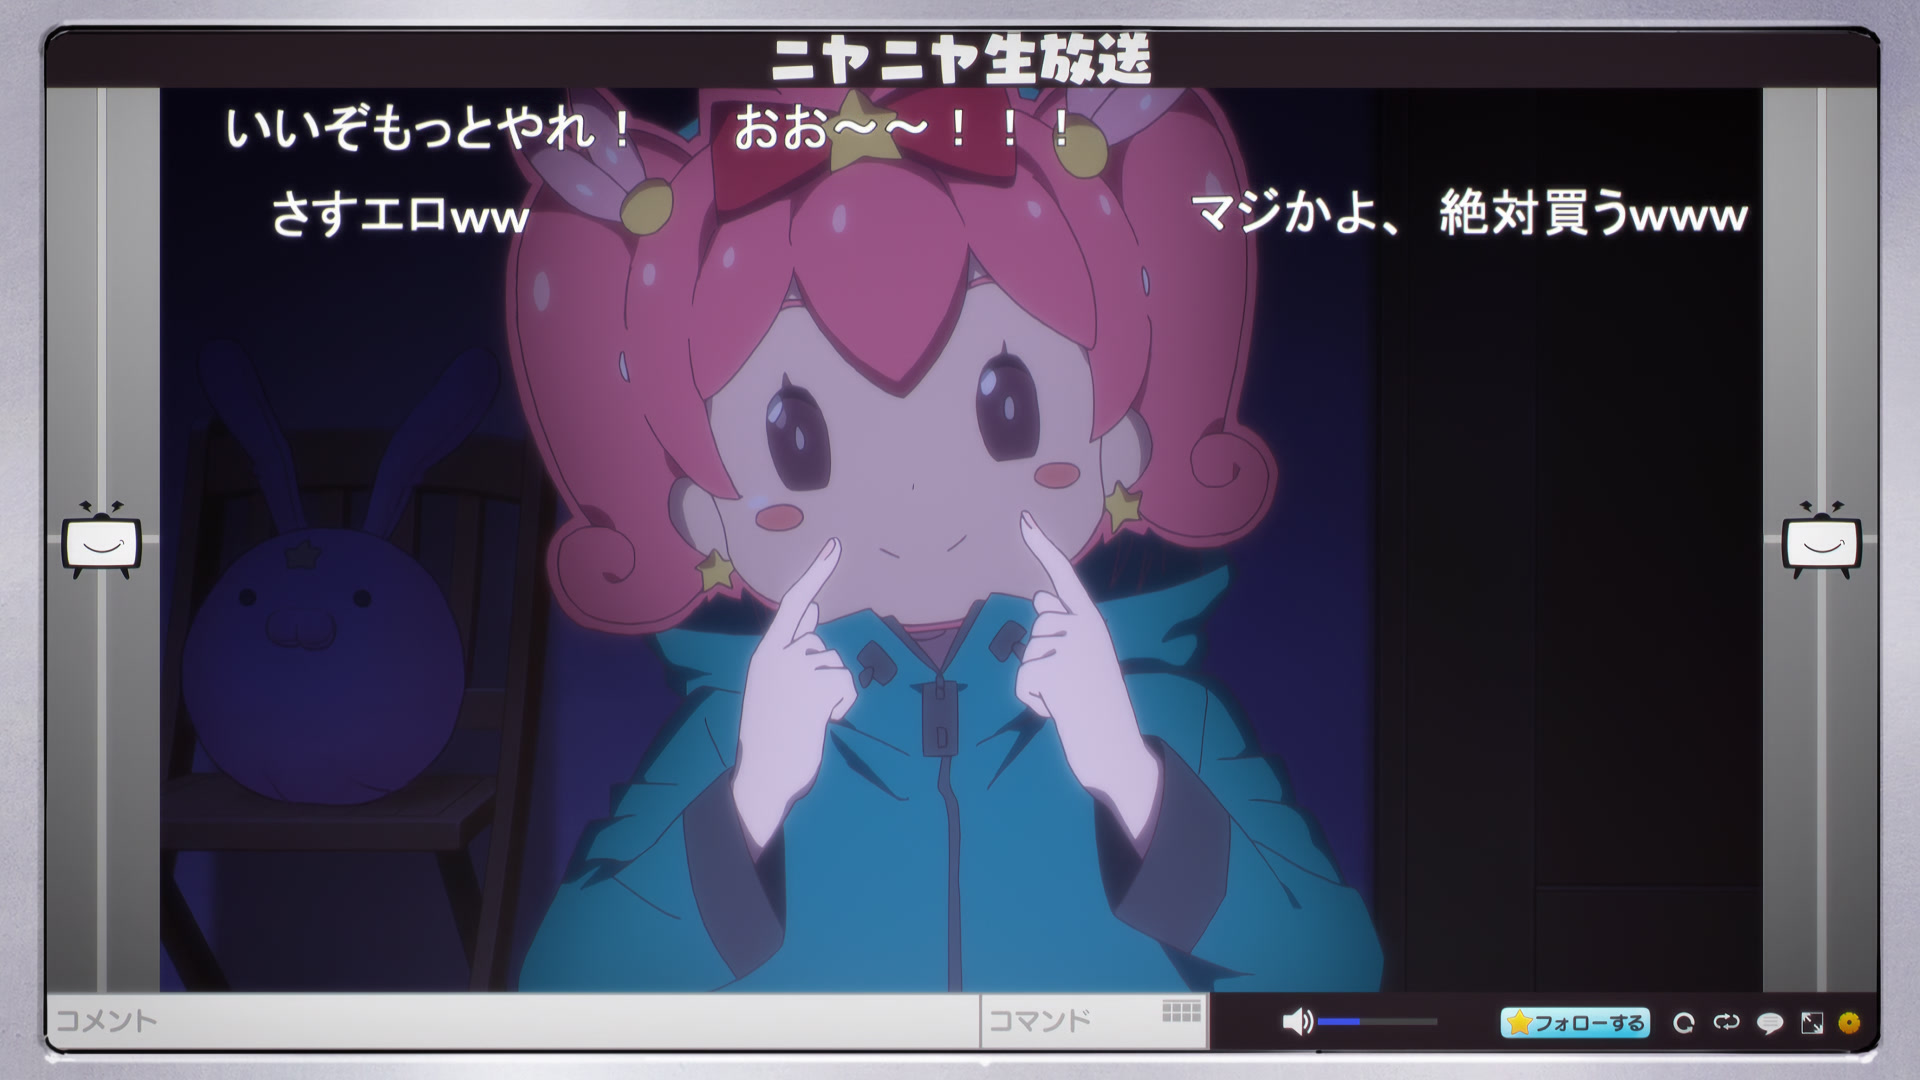 ニヤニヤ生放送
いいぞもっとやれ！
おお～～！！！
さすエロww
マジかよ、絶対買うwww
コメント
コマンド
フォローする